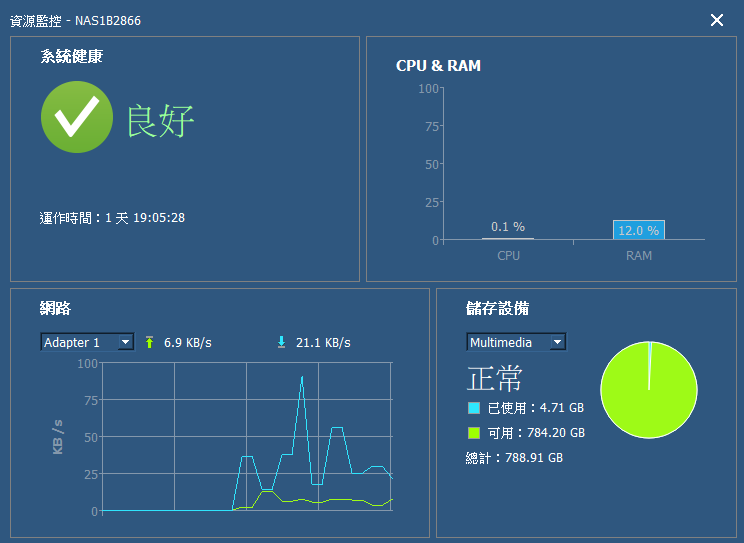 資源監控 - NAS1B2866
系統健康
良好
運作時間：1 天 19:05:28
CPU & RAM
100
75
50
25
0
0.1 %
12.0 %
CPU
RAM
網路
Adapter 1
6.9 KB/s
21.1 KB/s
100
75
50
25
0
KB / s
儲存設備
Multimedia
正常
已使用：4.71 GB
可用：784.20 GB
總計：788.91 GB